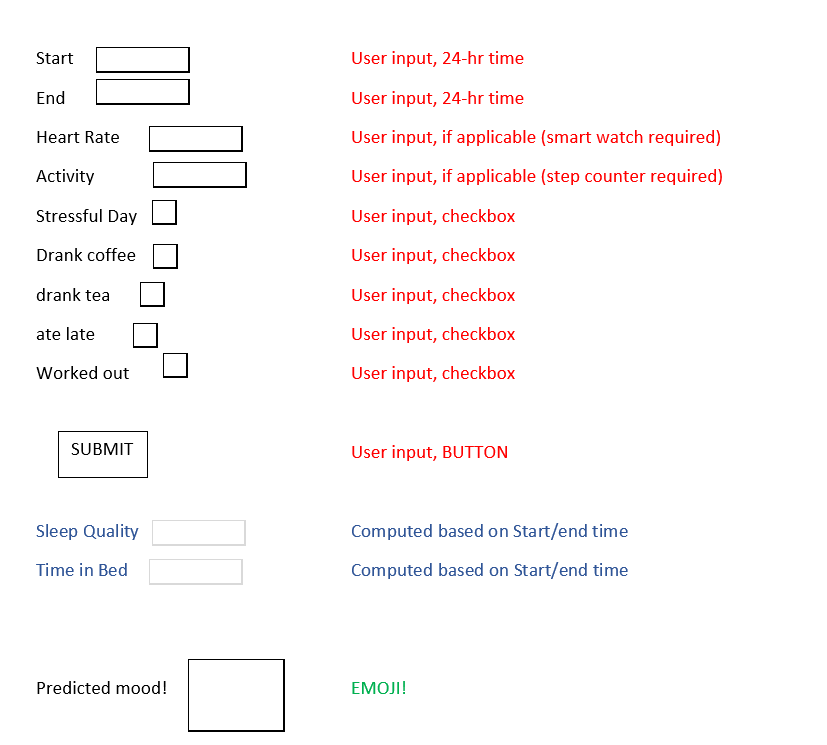 Start User input, 24-hr time
End User input, 24-hr time
Heart Rate User input, if applicable (smart watch required)
Activity User input, if applicable (step counter required)
Stressful Day User input, checkbox
Drank coffee User input, checkbox
drank tea User input, checkbox
ate late User input, checkbox
Worked out User input, checkbox
SUBMIT User input, BUTTON
Sleep Quality Computed based on Start/end time
Time in Bed Computed based on Start/end time
Predicted mood! EMOJI!